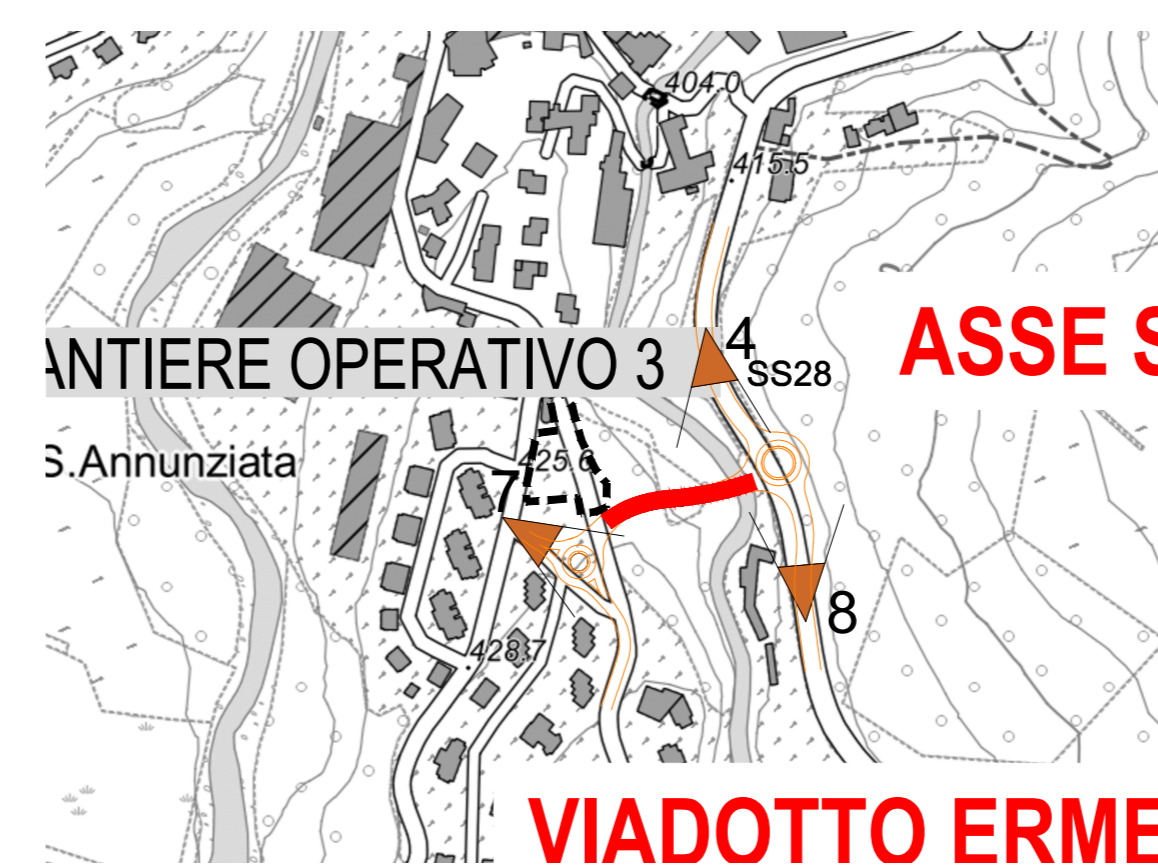 404.0
415.5
ASSE S
4
SS28
ANTIERE OPERATIVO 3
S.Annunziata
425.6
7
8
428.7
VIADOTTO ERME